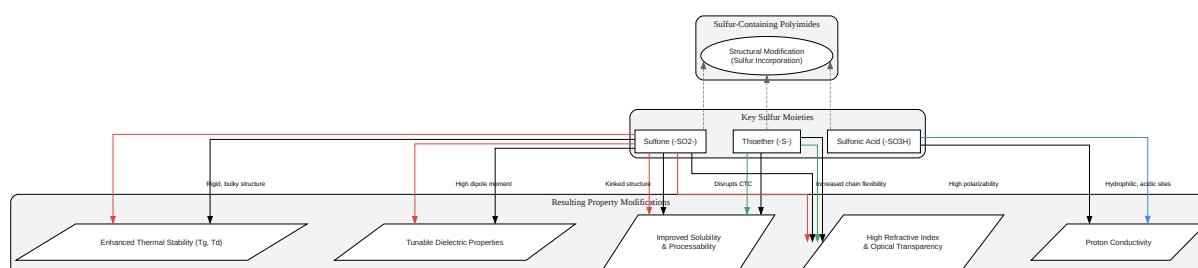 Sulfur-Containing Polyimides
Structural Modification
(Sulfur Incorporation)
Key Sulfur Moieties
Sulfone (-SO2-)
Thioether (-S-)
Sulfonic Acid (-SO3H)
Rigid, bulky structure
High dipole moment
Kinked structure
Disrupts CTC
Increased chain flexibility
High polarizability
Hydrophilic, acidic sites
Resulting Property Modifications
Enhanced Thermal Stability (Tg, Td)
Tunable Dielectric Properties
Improved Solubility
& Processability
High Refractive Index
& Optical Transparency
Proton Conductivity